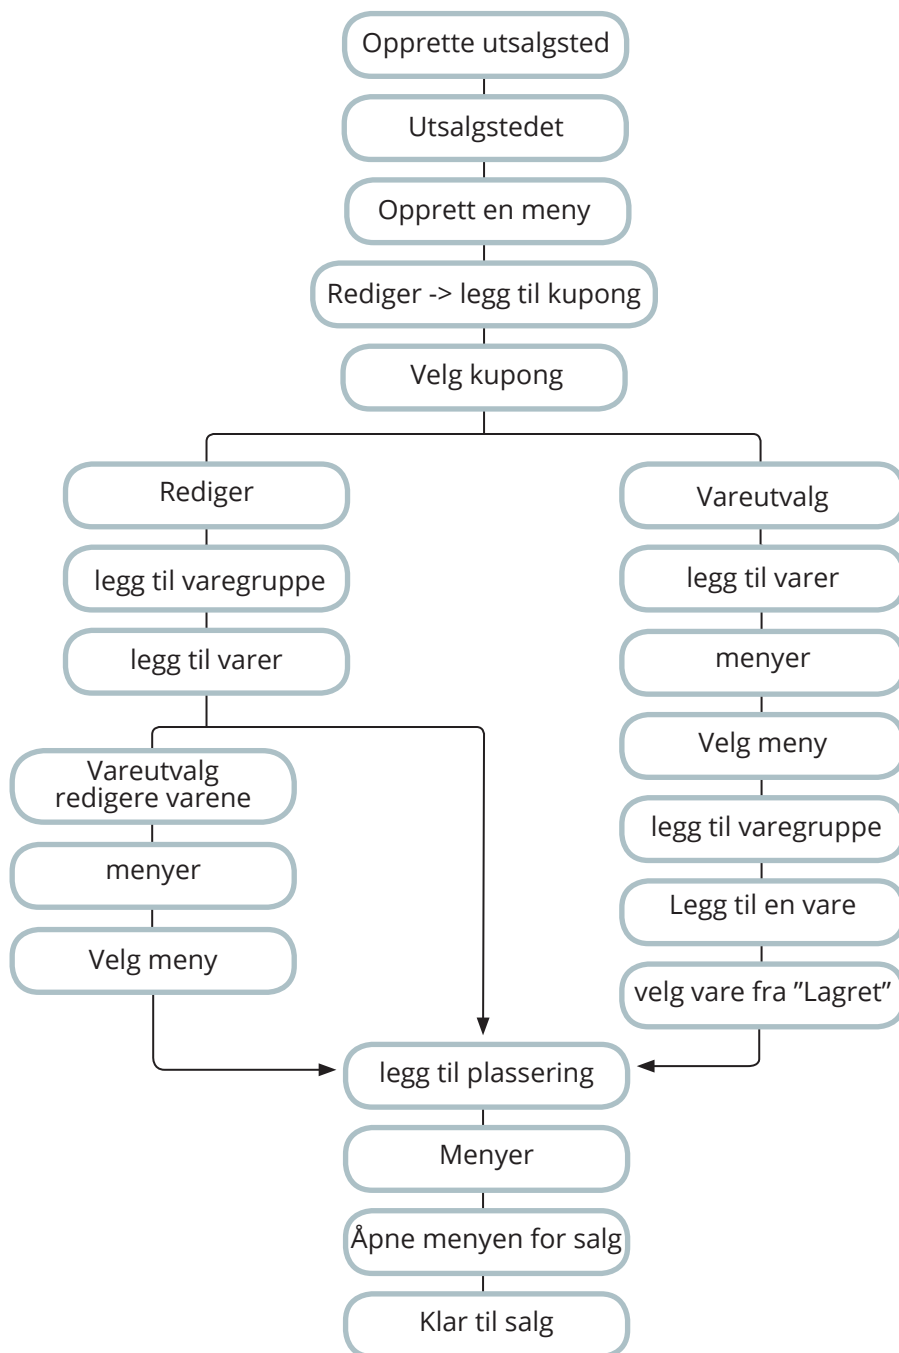 Opprette utsalgsted
Utsalgstedet
Opprett en meny
Rediger -> legg til kupong
Velg kupong
Rediger
legg til varegruppe
legg til varer
Vareutvalg
redigere varene
menyer
Velg meny
Vareutvalg
legg til varer
menyer
Velg meny
legg til varegruppe
Legg til en vare
velg vare fra ”Lagret”
legg til plassering
Menyer
Åpne menyen for salg
Klar til salg